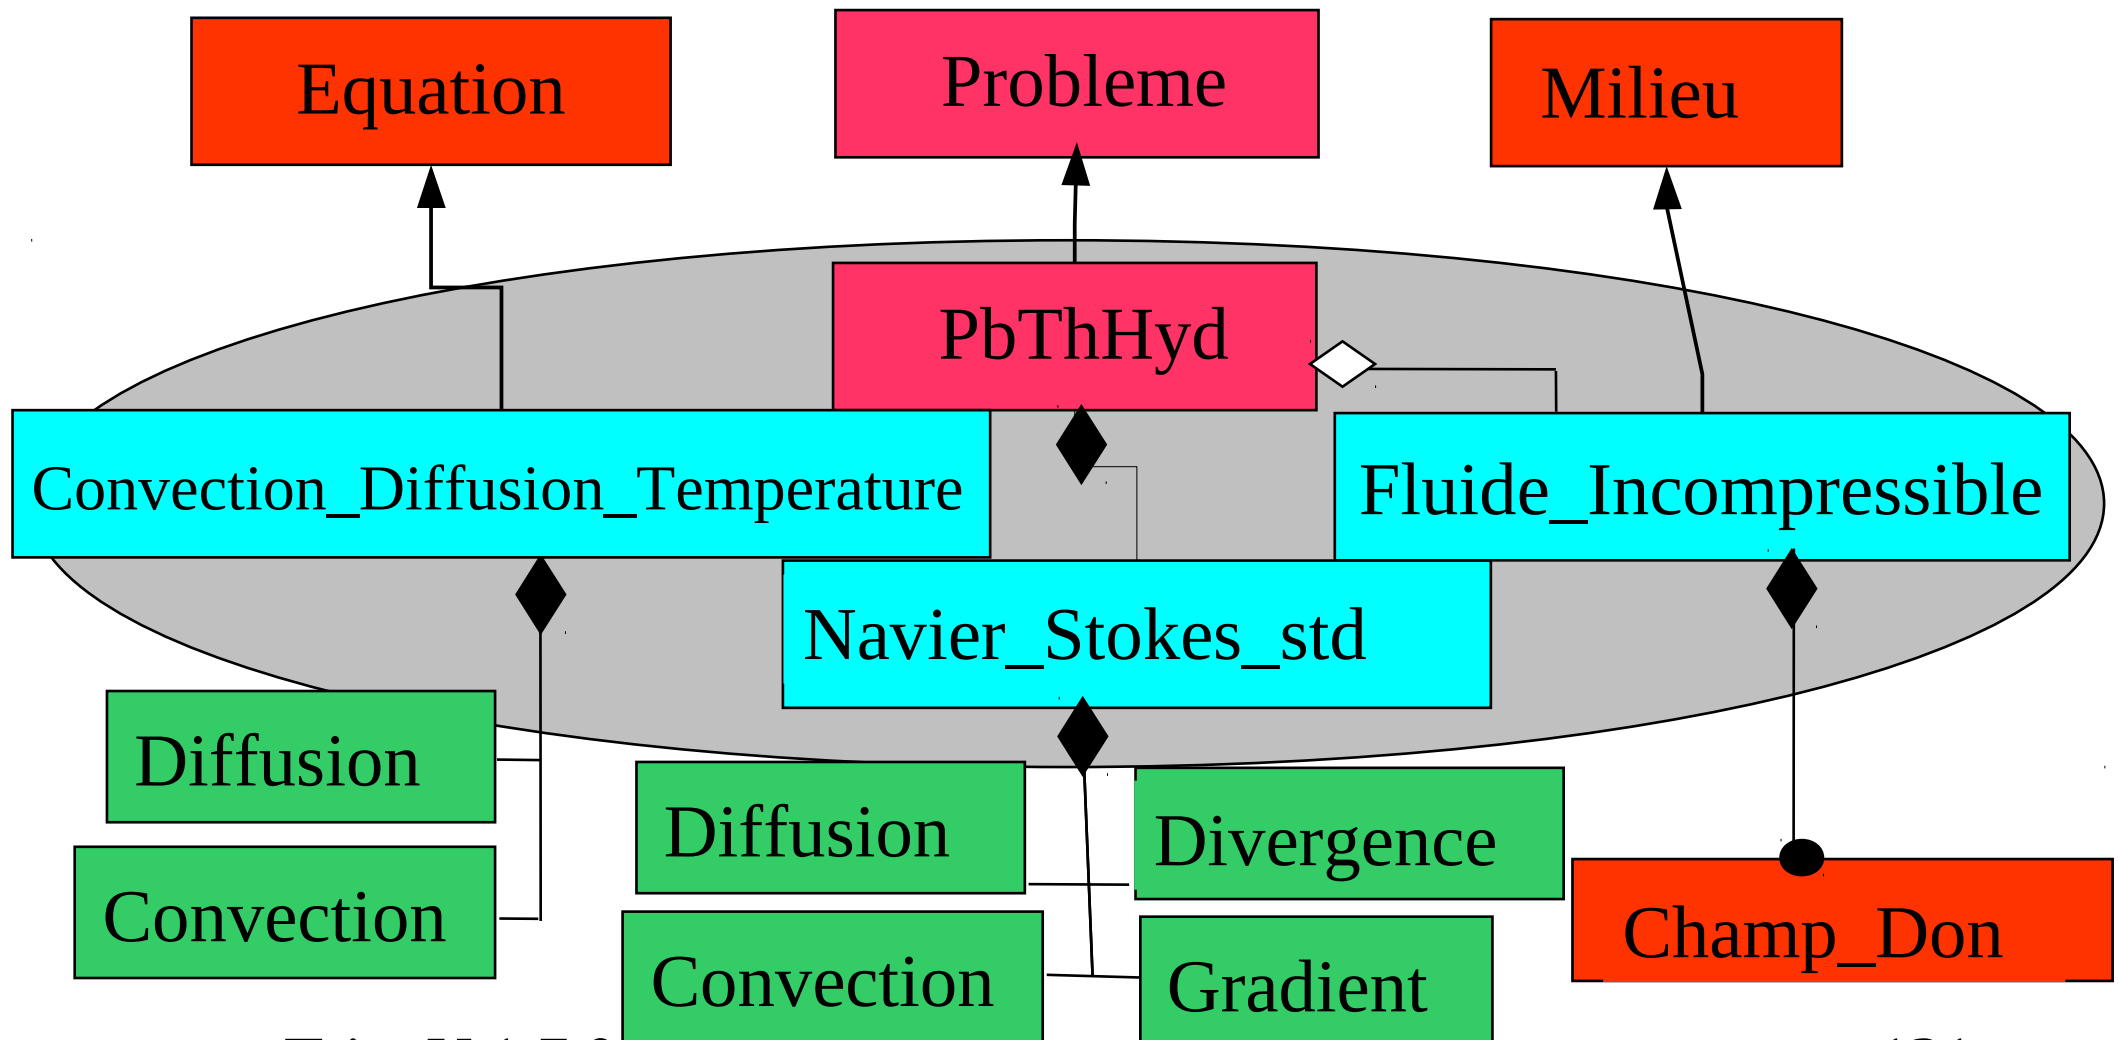 Equation
Probleme
Milieu
PbThHyd
Convection_Diffusion_Temperature
Fluide_Incompressible
Navier_Stokes_std
Diffusion
Diffusion
Divergence
Convection
Champ_Don
Convection
Gradient